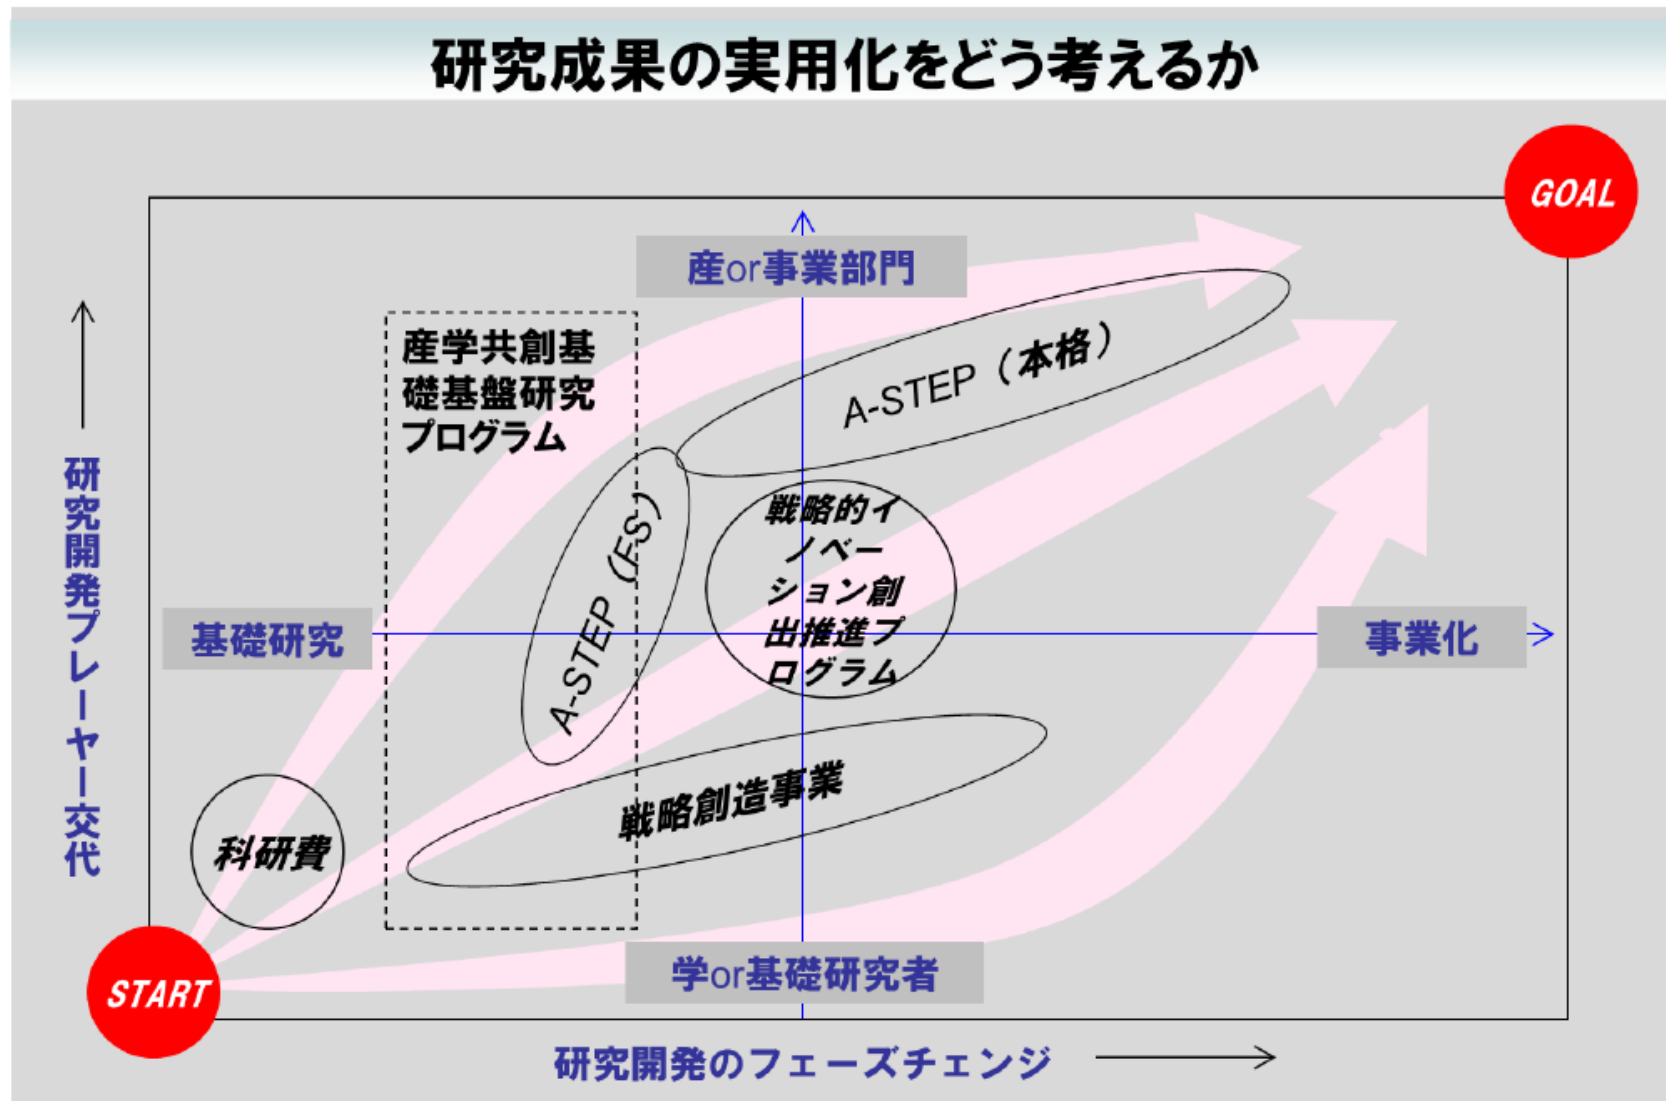 研究成果の実用化をどう考えるか
GOAL
産or事業部門
産学共創基
礎基盤研究
プログラム
A-STEP（本格）
A-STEP（FS）
戦略的イ
ノベー
ション創
出推進プ
ログラム
基礎研究
事業化
研究開発プレーヤー交代
戦略創造事業
科研費
学or基礎研究者
START
研究開発のフェーズチェンジ